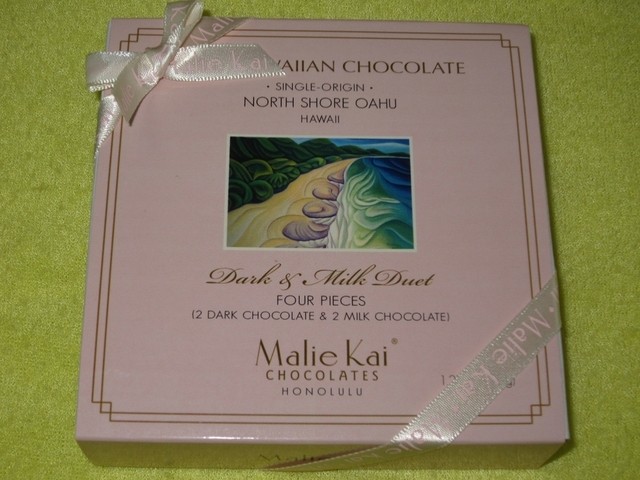 Malie Kai
HAWAIIAN CHOCOLATE
• SINGLE-ORIGIN •
NORTH SHORE OAHU
HAWAII
Dark & Milk Duet
FOUR PIECES
(2 DARK CHOCOLATE & 2 MILK CHOCOLATE)
Malie Kai®
CHOCOLATES
HONOLULU
Malie Kai